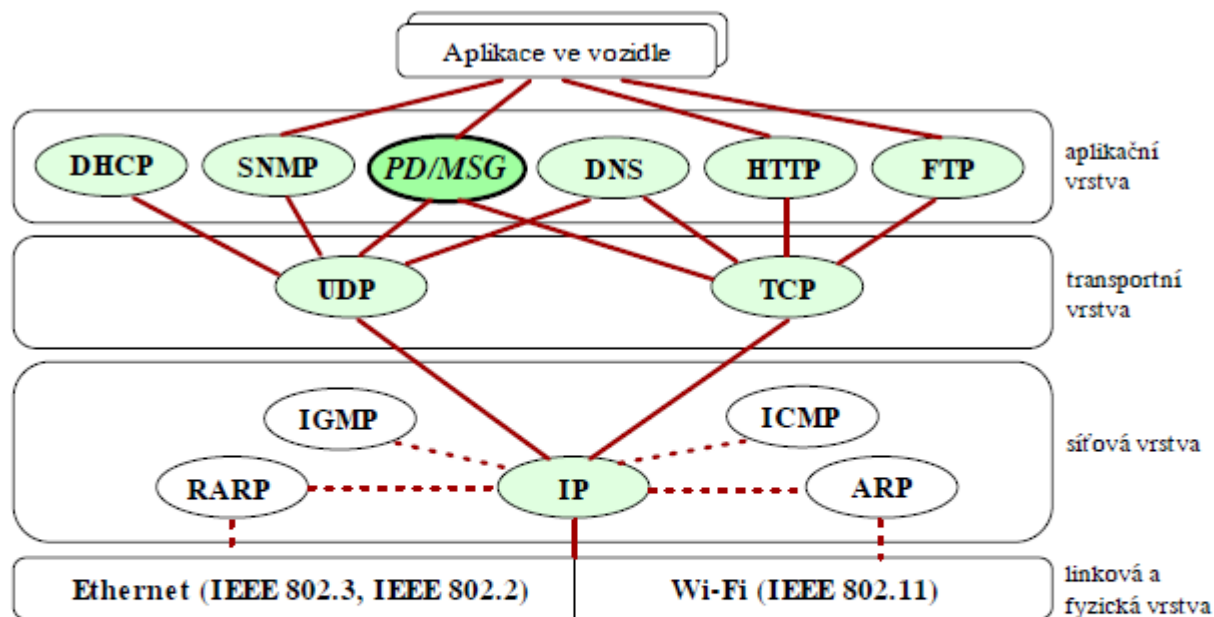 Aplikace ve vozidle
DHCP SNMP PD/MSG DNS HTTP FTP
aplikační
vrstva
UDP TCP
transportní
vrstva
IGMP ICMP
síťová vrstva
RARP IP ARP
Ethernet (IEEE 802.3, IEEE 802.2) Wi-Fi (IEEE 802.11)
linková a
fyzická vrstva